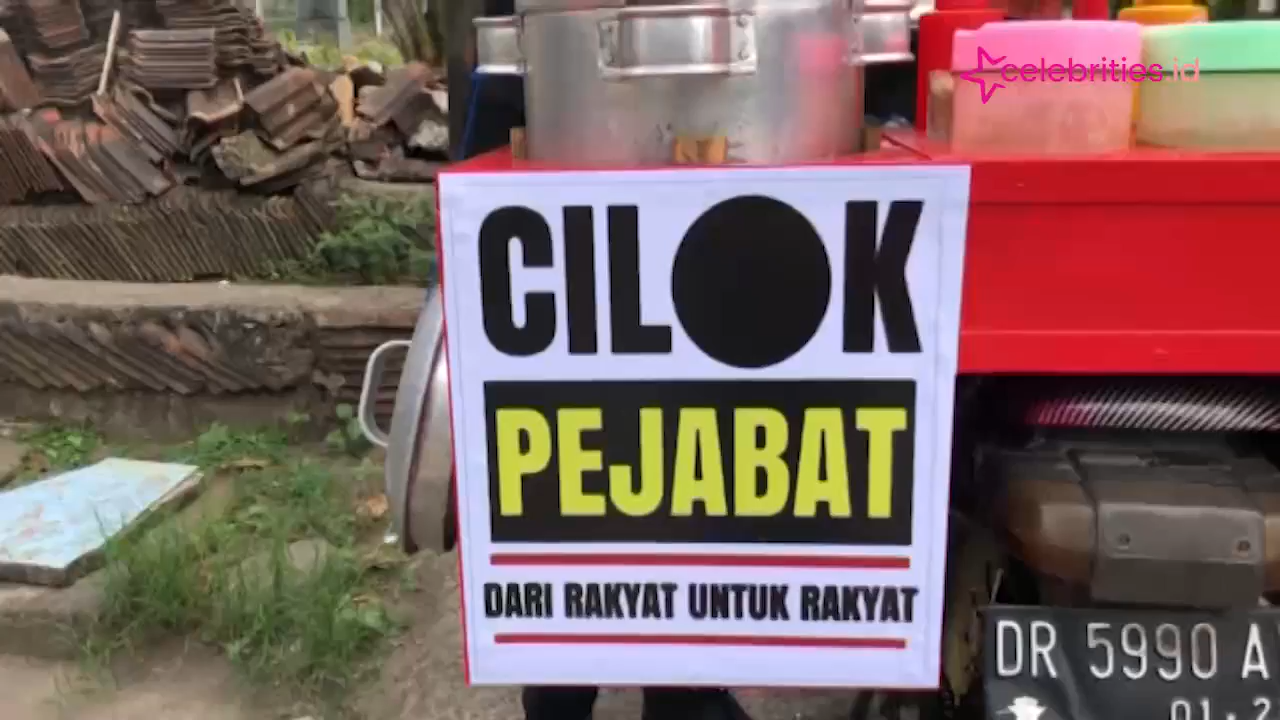 celebrities.id
CILOK
PEJABAT
DARI RAKYAT UNTUK RAKYAT
DR 5990 A